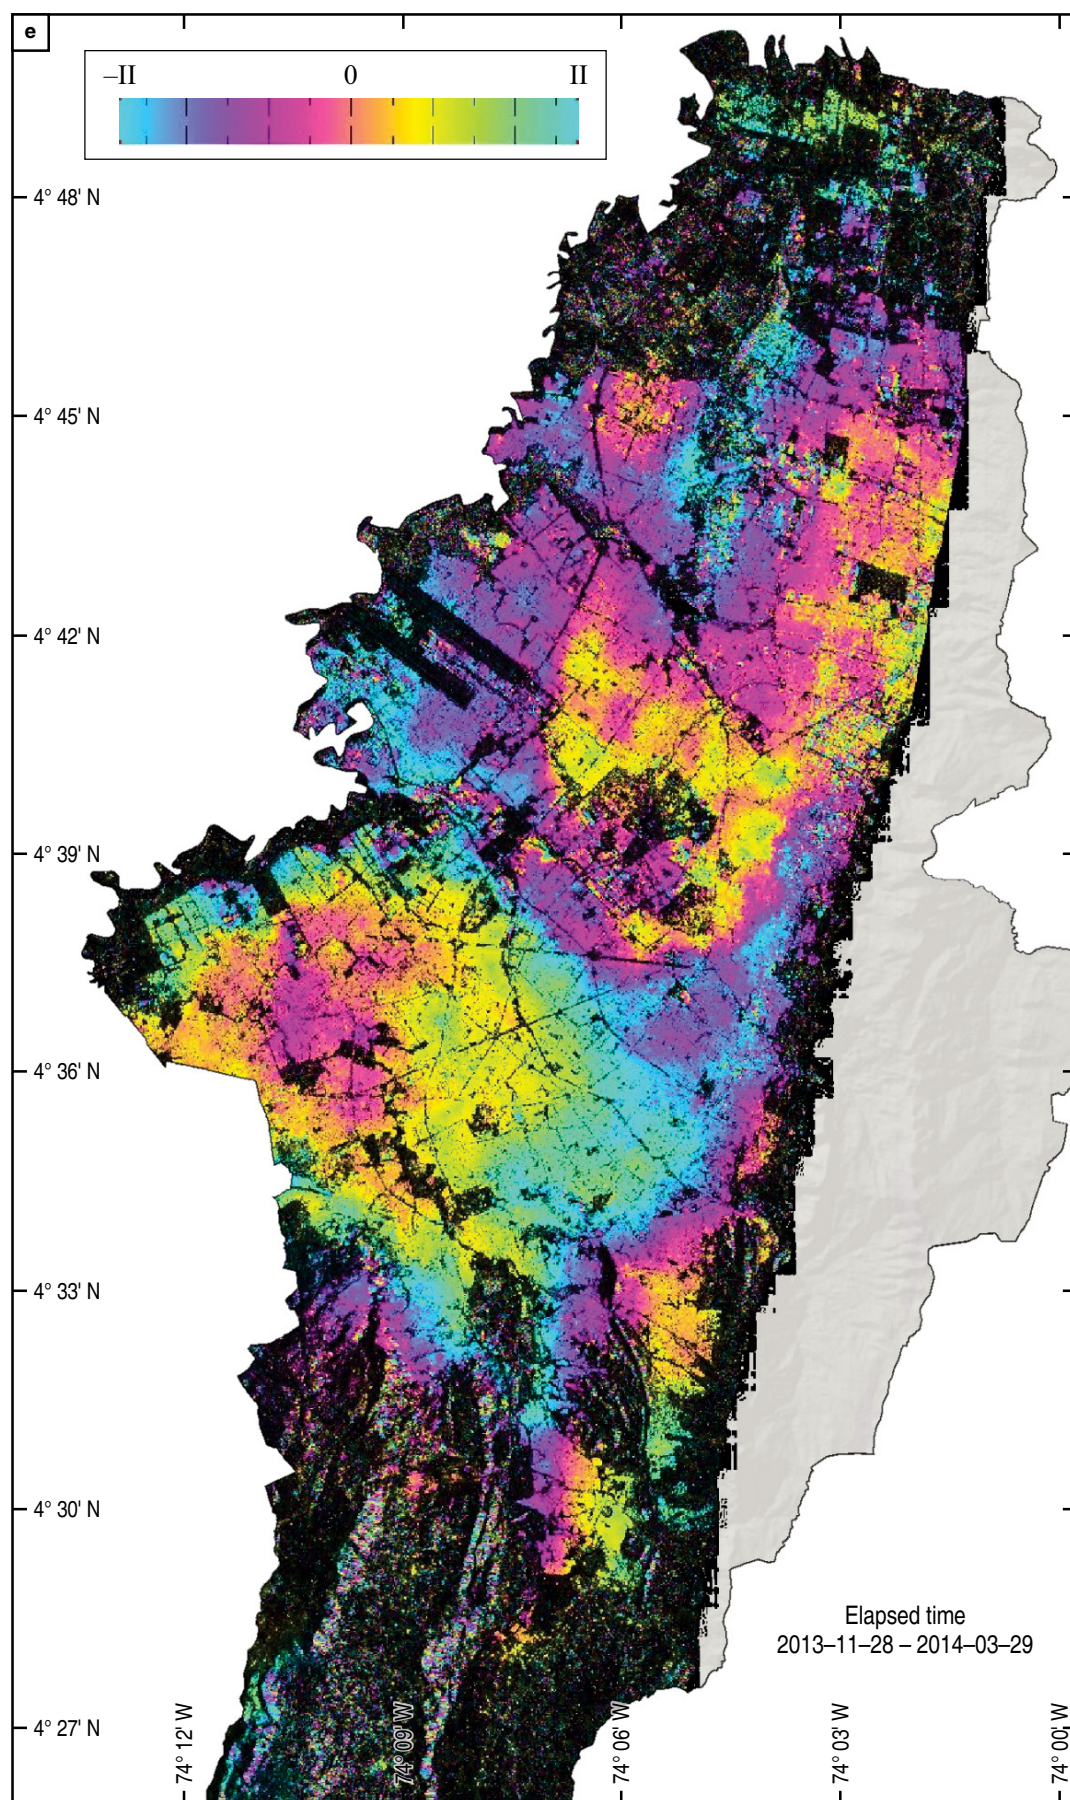 e
–II 0 II
4° 48' N
4° 45' N
4° 42' N
4° 39' N
4° 36' N
4° 33' N
4° 30' N
4° 27' N
Elapsed time
2013–11–28 – 2014–03–29
74° 12' W
74° 09' W
74° 06' W
74° 03' W
74° 00' W